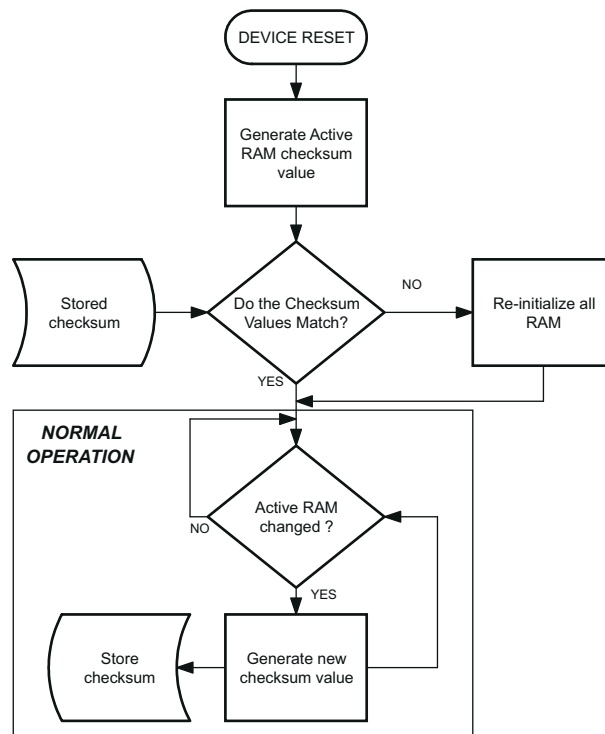 DEVICE RESET
Generate Active
RAM checksum
value
Stored
checksum
Do the Checksum
Values Match?
NO
Re-initialize all
RAM
YES
NORMAL
OPERATION
Active RAM
changed ?
NO
YES
Store
checksum
Generate new
checksum value